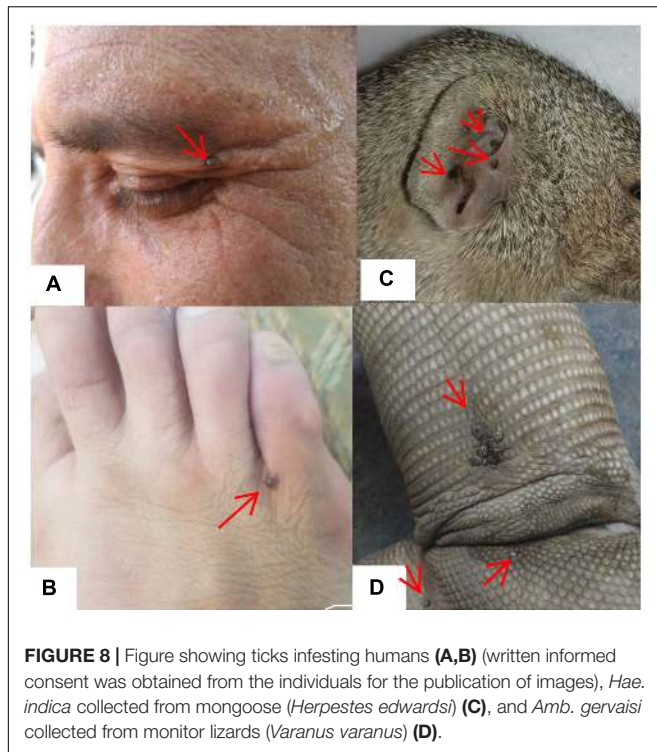 A
C
B
D
FIGURE 8 | Figure showing ticks infesting humans (A,B) (written informed
consent was obtained from the individuals for the publication of images), Hae.
indica collected from mongoose (Herpestes edwardsi) (C), and Amb. gervaisi
collected from monitor lizards (Varanus varanus) (D).